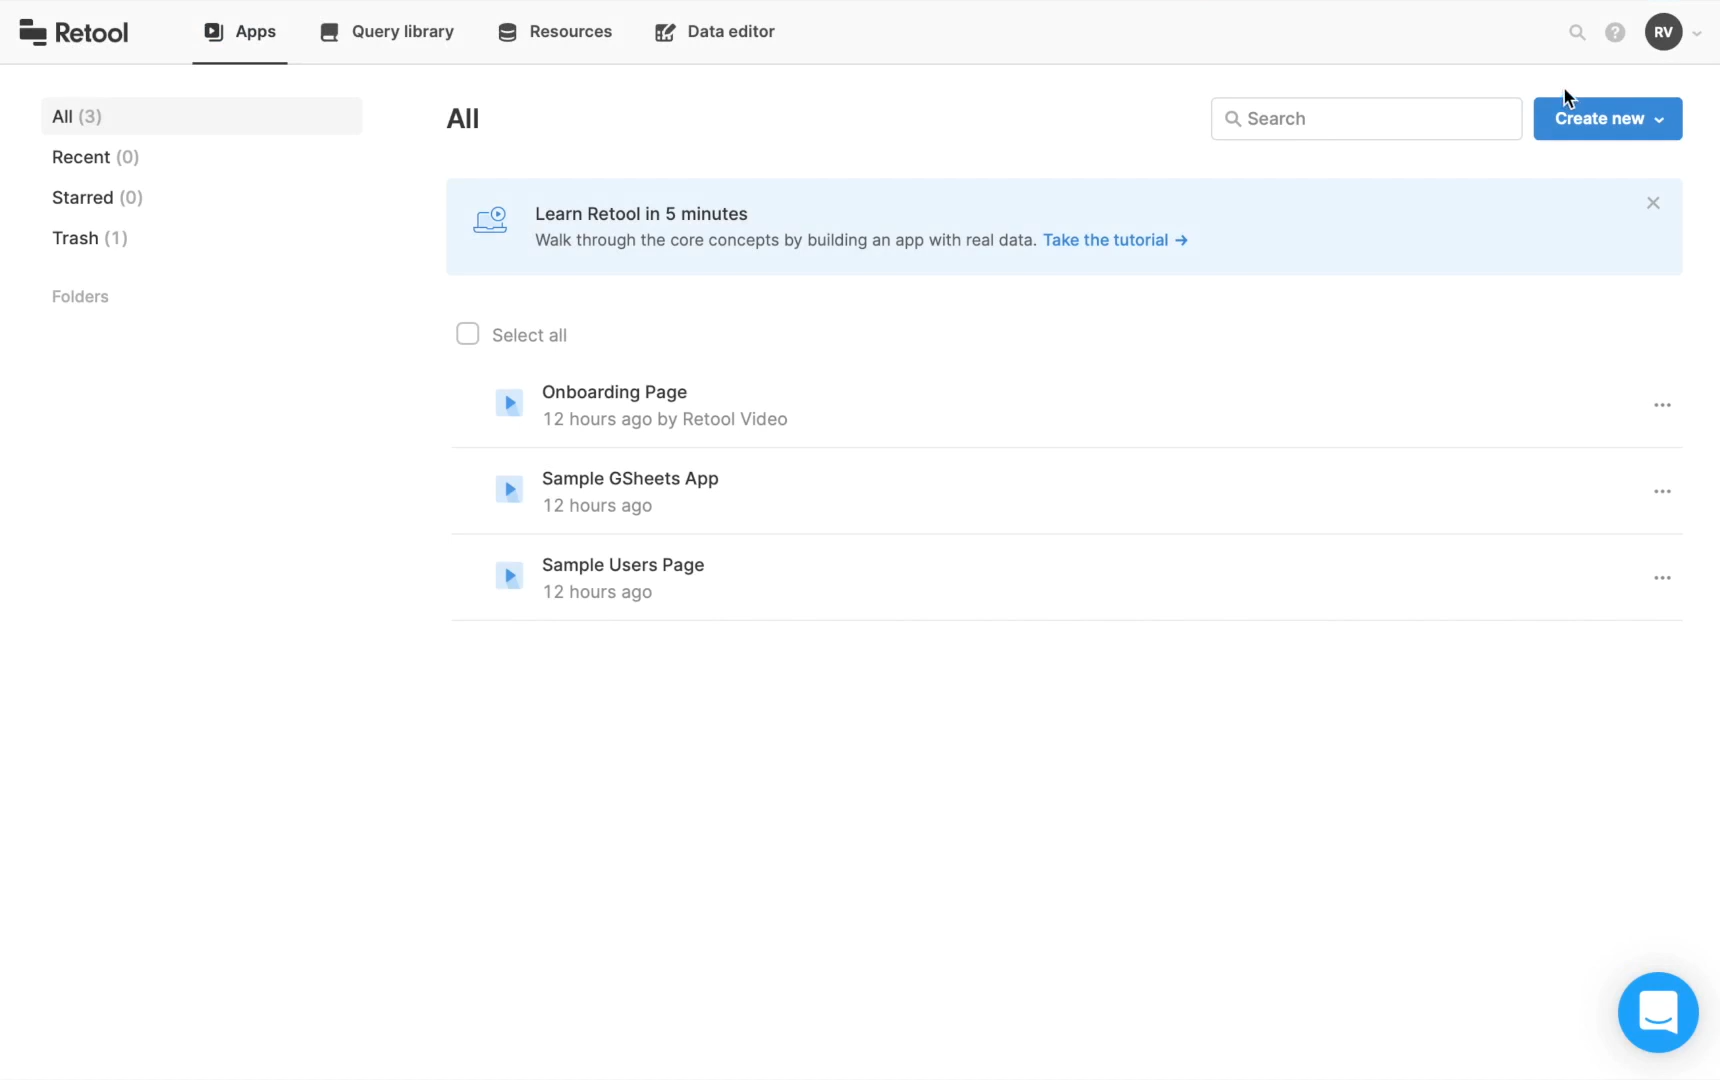 Retool
Apps
Query library
Resources
Data editor
RV
All (3)
Recent (0)
Starred (0)
Trash (1)
Folders
All
Search
Create new
Learn Retool in 5 minutes
Walk through the core concepts by building an app with real data. Take the tutorial →
Select all
Onboarding Page
12 hours ago by Retool Video
Sample GSheets App
12 hours ago
Sample Users Page
12 hours ago